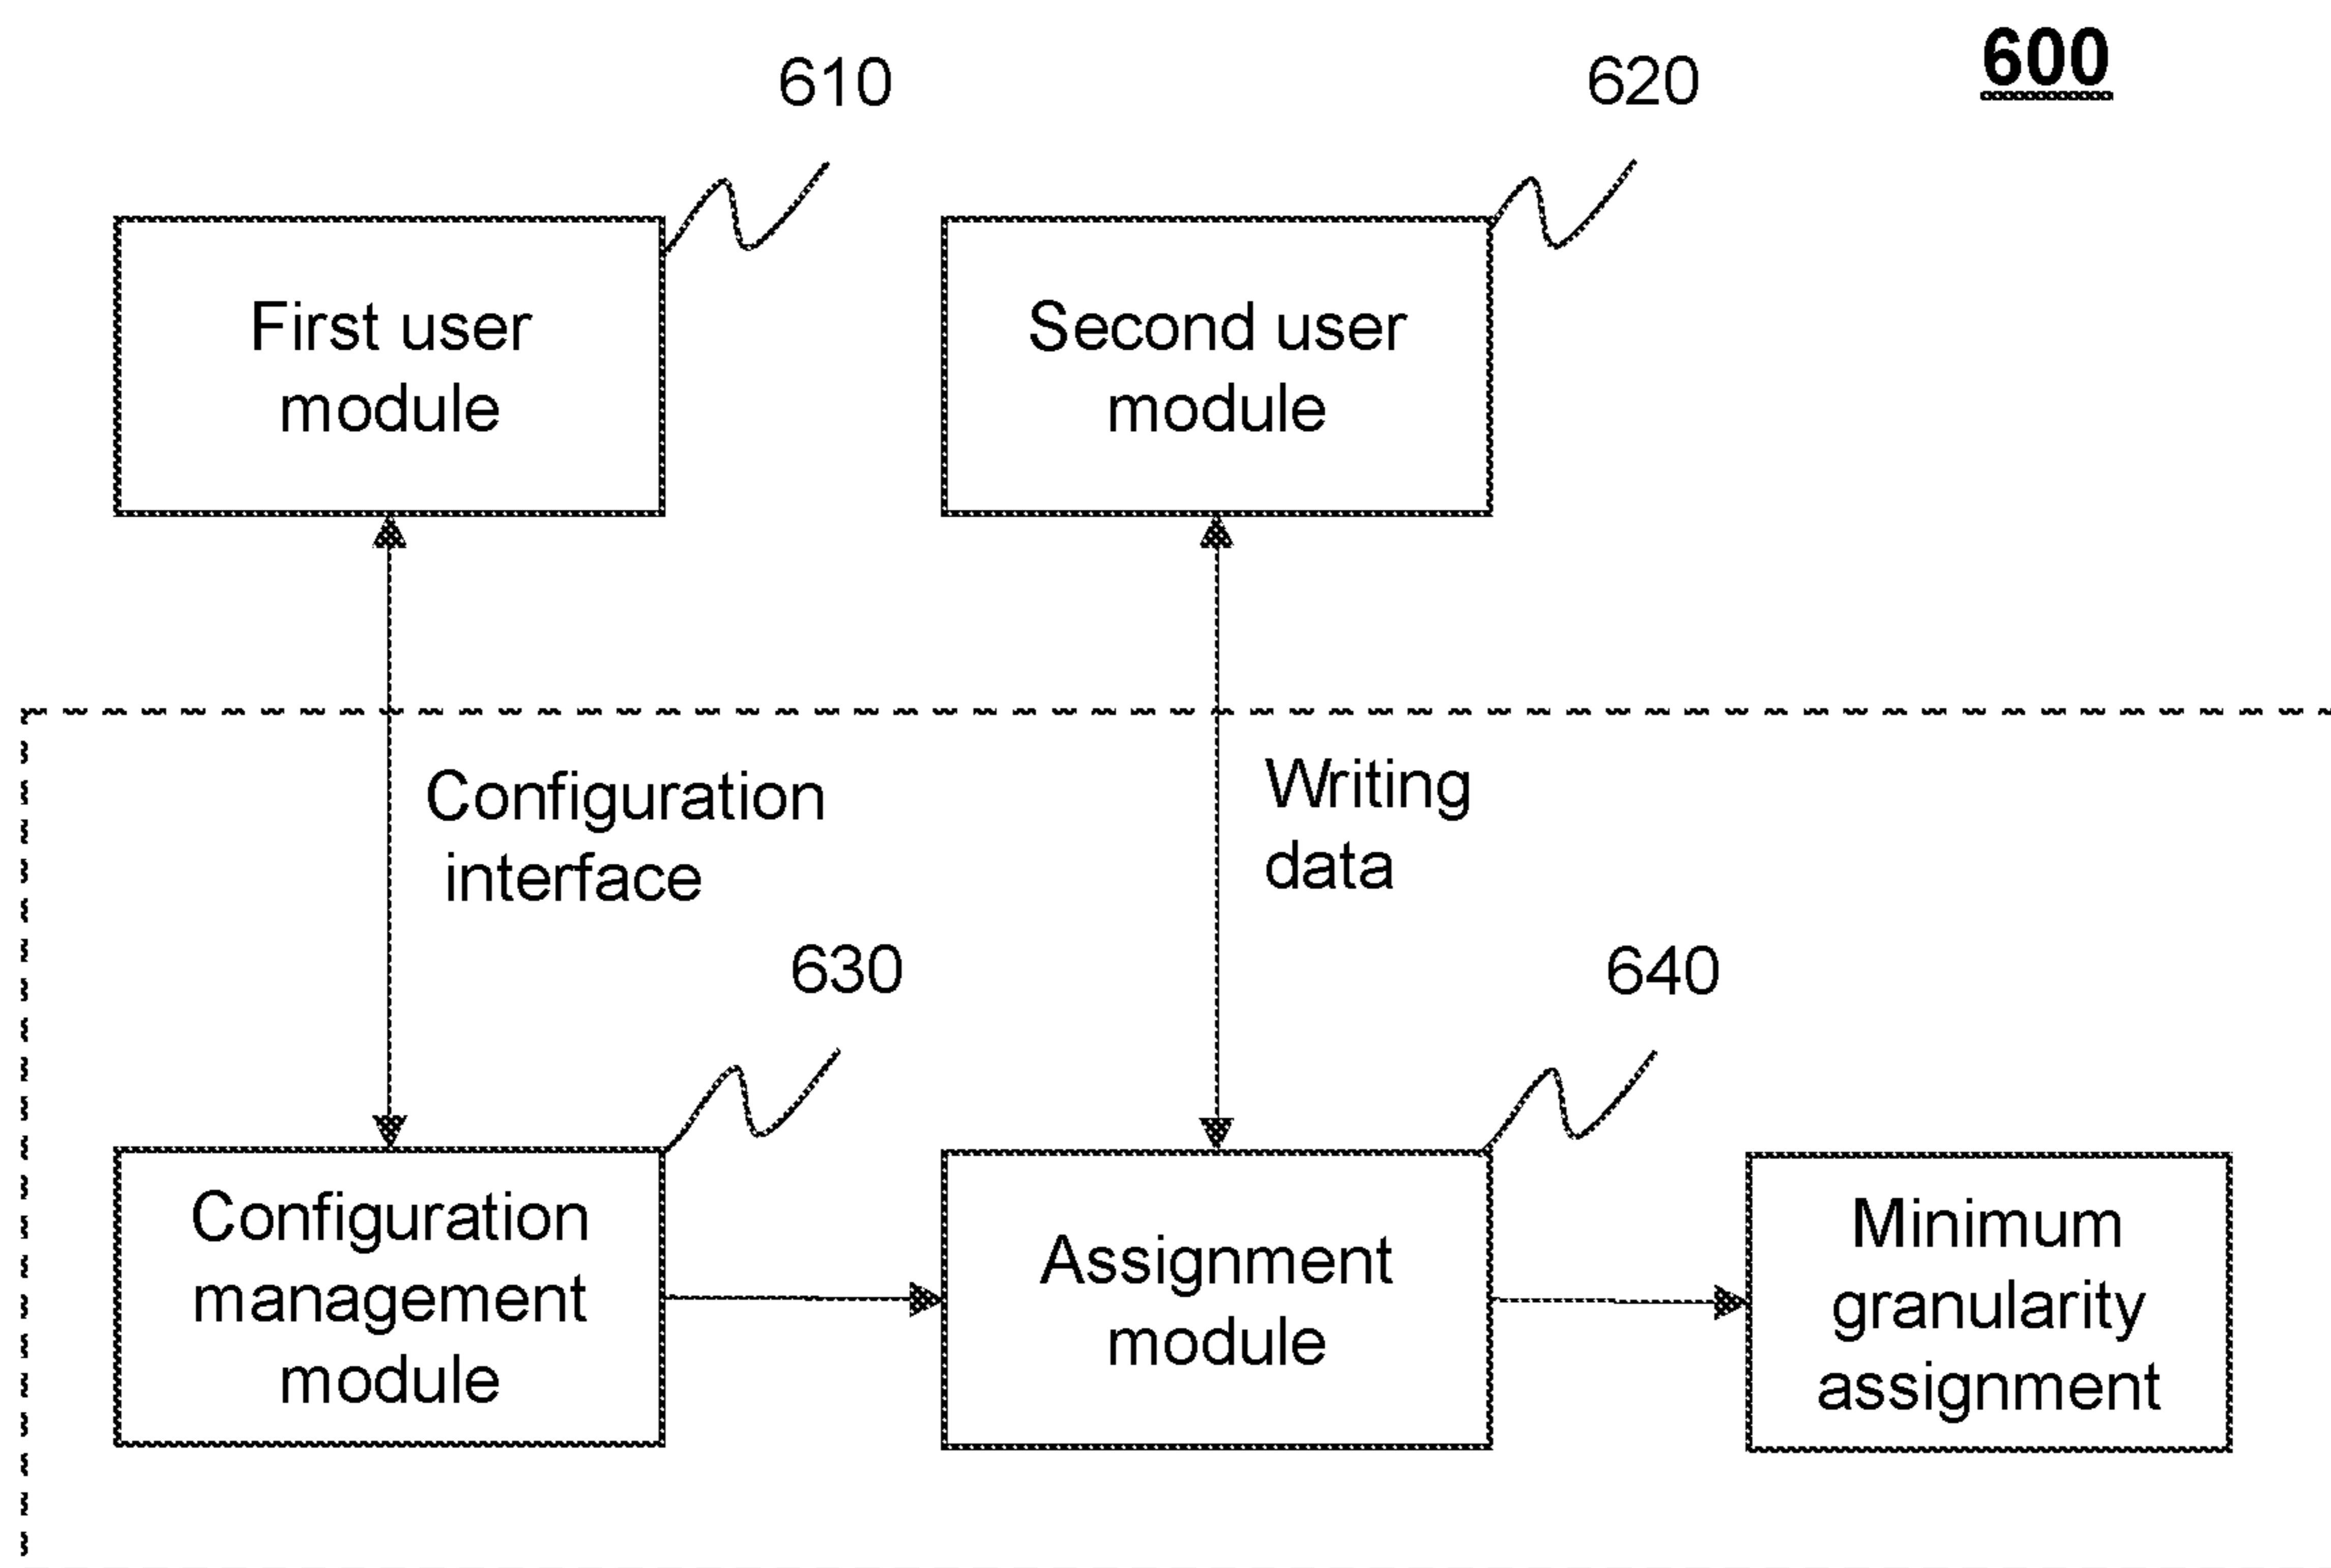 600
610
620
First user
module
Second user
module
Configuration
interface
Writing
data
630
640
Configuration
management
module
Assignment
module
Minimum
granularity
assignment